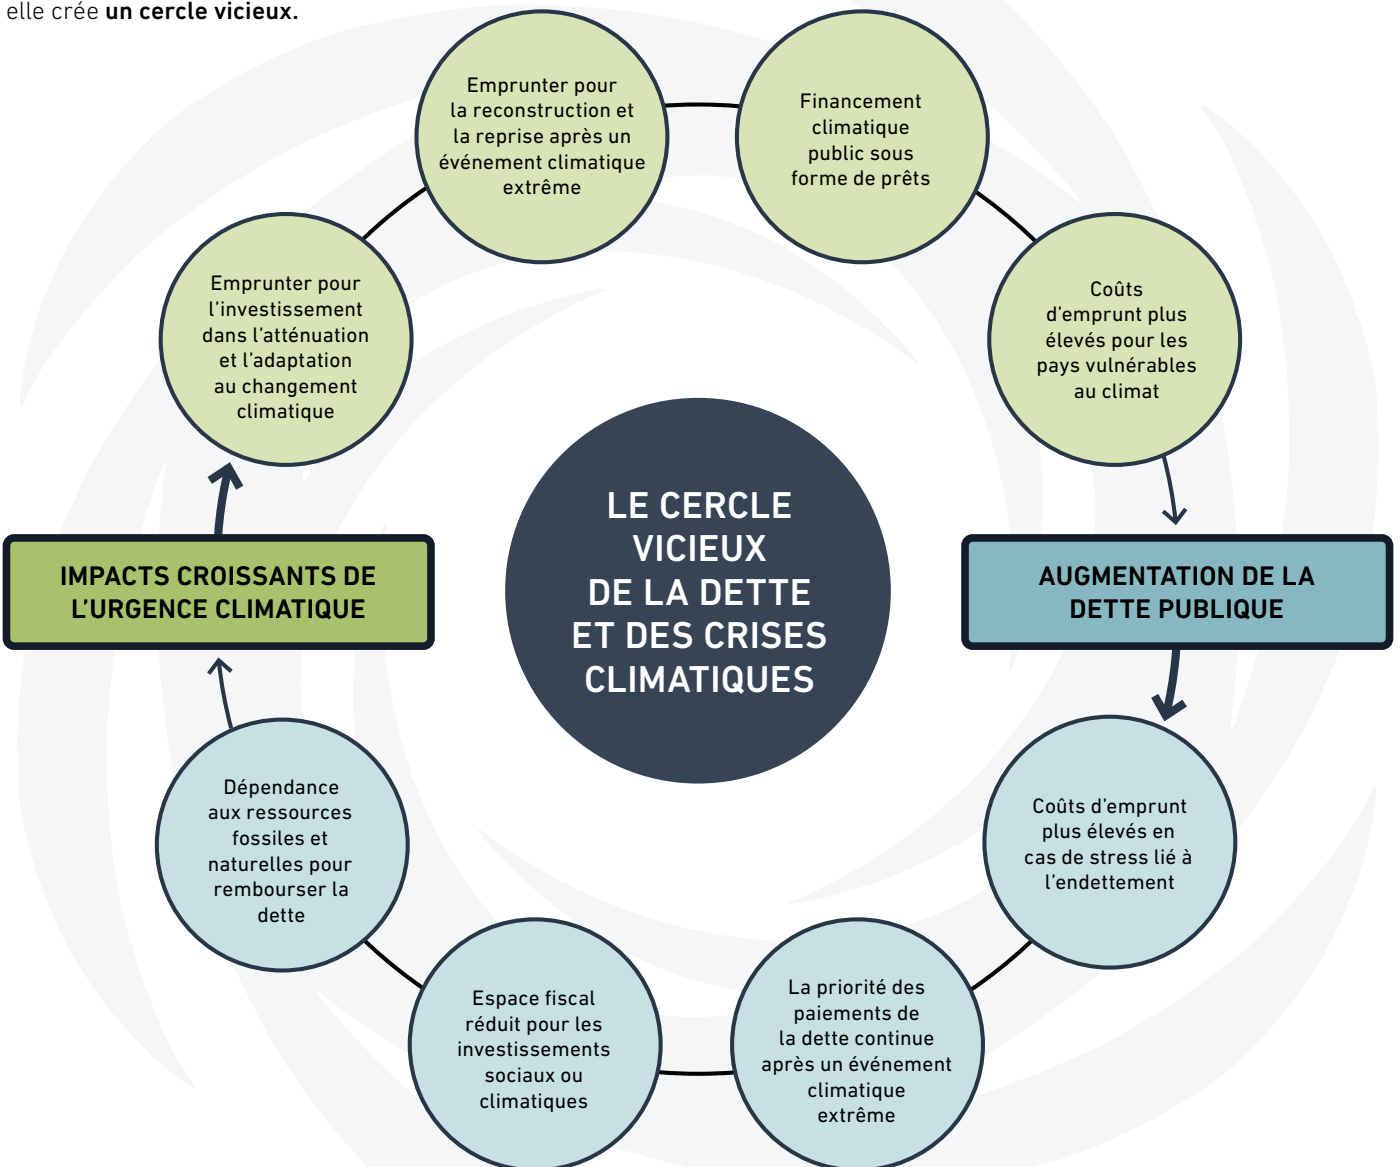 elle crée un cercle vicieux.
Emprunter pour
la reconstruction et
la reprise après un
événement climatique
extrême
Financement
climatique
public sous
forme de prêts
Emprunter pour
l'investissement
dans l'atténuation
et l'adaptation
au changement
climatique
Coûts
d'emprunt plus
élevés pour les
pays vulnérables
au climat
LE CERCLE
VICIEUX
DE LA DETTE
ET DES CRISES
CLIMATIQUES
IMPACTS CROISSANTS DE
L'URGENCE CLIMATIQUE
AUGMENTATION DE LA
DETTE PUBLIQUE
Dépendance
aux ressources
fossiles et
naturelles pour
rembourser la
dette
Coûts d'emprunt
plus élevés en
cas de stress lié à
l'endettement
Espace fiscal
réduit pour les
investissements
sociaux ou
climatiques
La priorité des
paiements de
la dette continue
après un événement
climatique
extrême